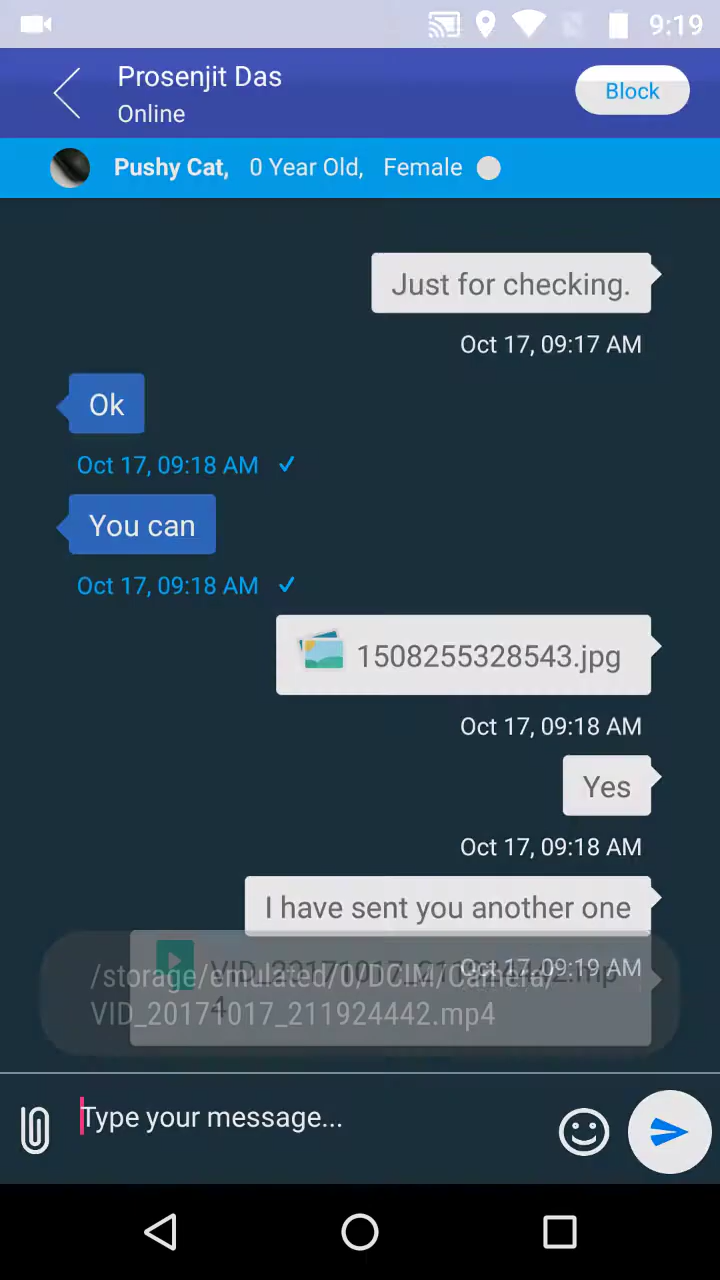 9:19
Prosenjit Das
Online
Block
Pushy Cat, 0 Year Old, Female
Just for checking.
Oct 17, 09:17 AM
Ok
Oct 17, 09:18 AM
You can
Oct 17, 09:18 AM
1508255328543.jpg
Oct 17, 09:18 AM
Yes
Oct 17, 09:18 AM
I have sent you another one
Oct 17, 09:19 AM
VID_20171017_211924442.mp
4
/storage/emulated/0/DCIM/Camera/
VID_20171017_211924442.mp4
Type your message...